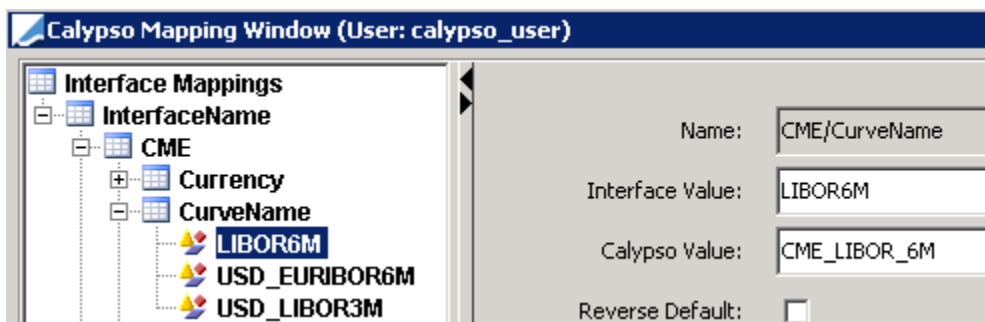 Calypso Mapping Window (User: calypso_user)
Interface Mappings
InterfaceName
CME
Currency
CurveName
LIBOR6M
USD_EURIBOR6M
USD_LIBOR3M
Name: CME/CurveName
Interface Value: LIBOR6M
Calypso Value: CME_LIBOR_6M
Reverse Default: